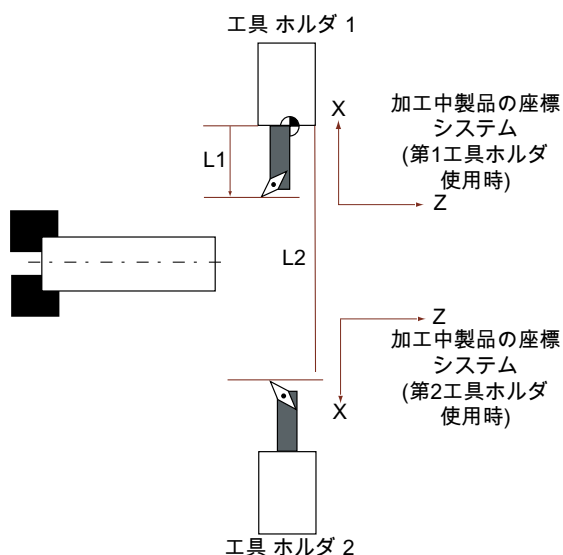 工具 ホルダ 1
X
加工中製品の座標
システム
(第1工具ホルダ
使用時)
L1
Z
L2
Z
加工中製品の座標
システム
(第2工具ホルダ
使用時)
X
工具 ホルダ 2